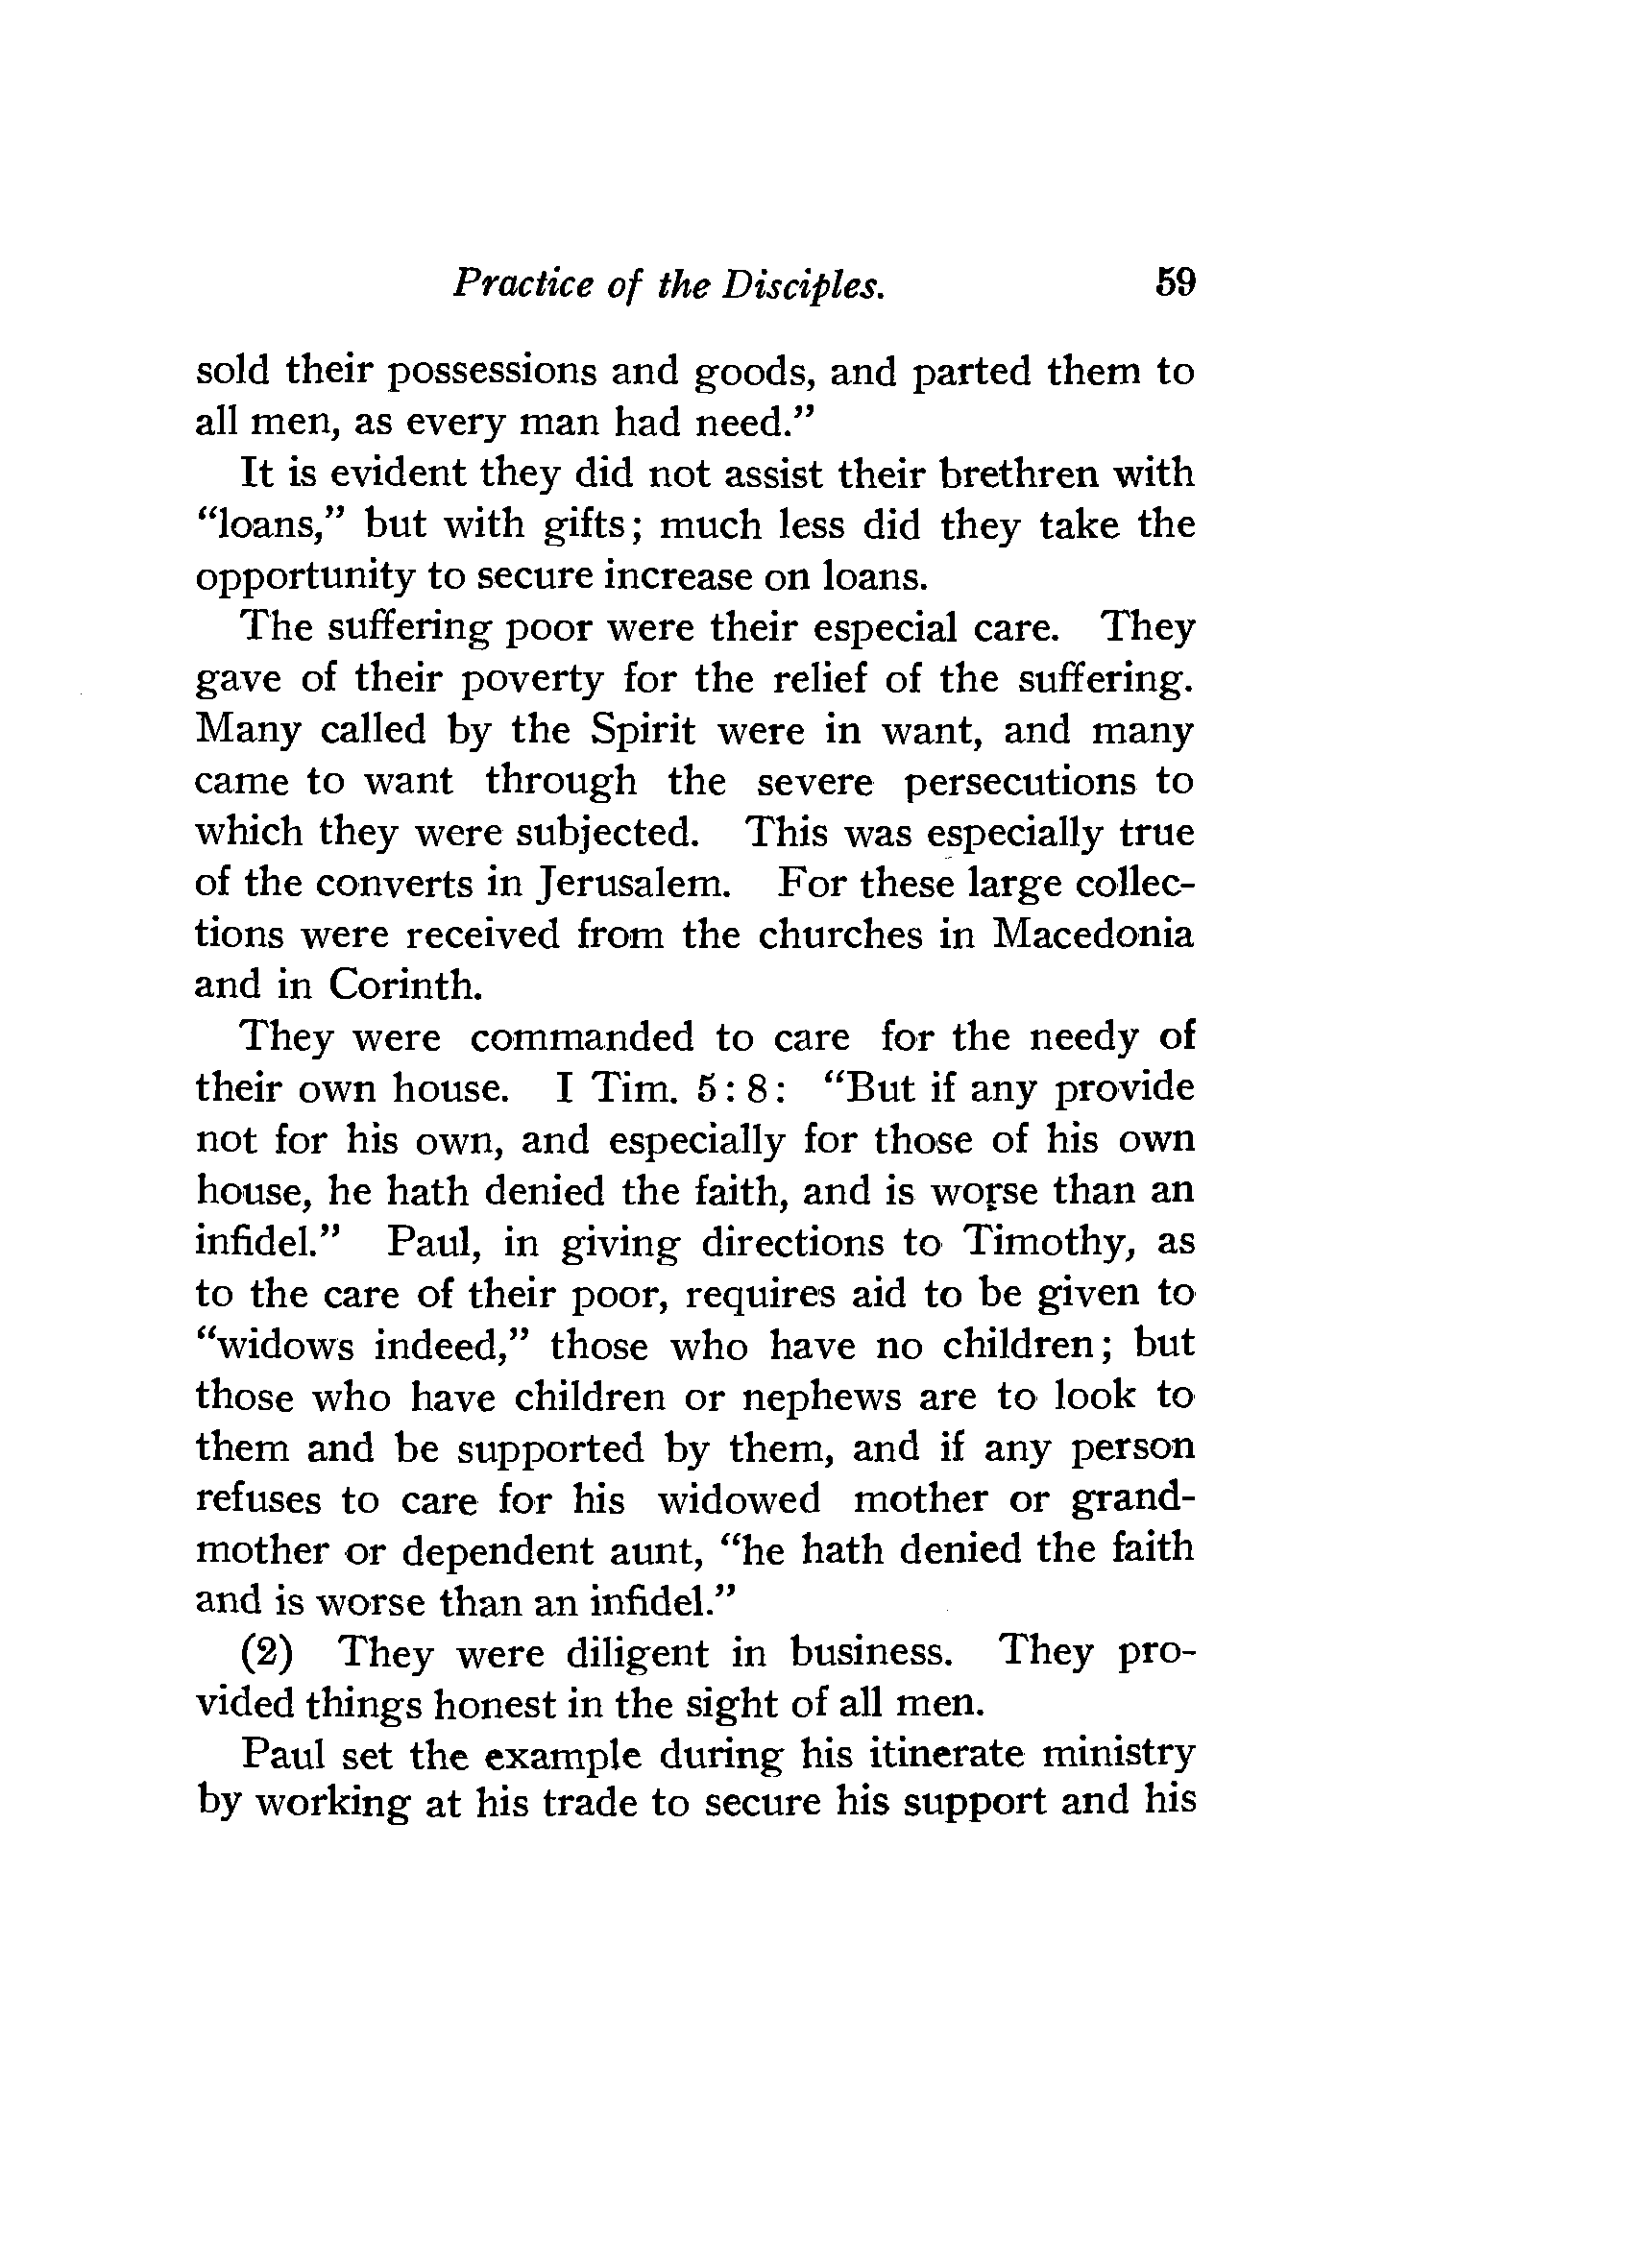 Practice of the Disciples. 59
sold their possessions and goods, and parted them to
all men, as every man had need.”
It is evident they did not assist their brethren with
“loans,” but with gifts; much less did they take the
opportunity to secure increase on loans.
The suffering poor were their especial care. They
gave of their poverty for the relief of the suffering.
Many called by the Spirit were in want, and many
came to want through the severe persecutions to
which they were subjected. This was especially true
of the converts in Jerusalem. For these large collec-
tions were received from the churches in Macedonia
and in Corinth.
They were commanded to care for the needy of
their own house. I Tim. 5:8: “But if any provide
not for his own, and especially for those of his own
house, he hath denied the faith, and is worse than an
infidel.” Paul, in giving directions to Timothy, as
to the care of their poor, requires aid to be given to
“widows indeed,” those who have no children; but
those who have children or nephews are to look to
them and be supported by them, and if any person
refuses to care for his widowed mother or grand-
mother or dependent aunt, “he hath denied the faith
and is worse than an infidel.”
(2) They were diligent in business. They pro-
vided things honest in the sight of all men.
Paul set the example during his itinerate ministry
by working at his trade to secure his support and his